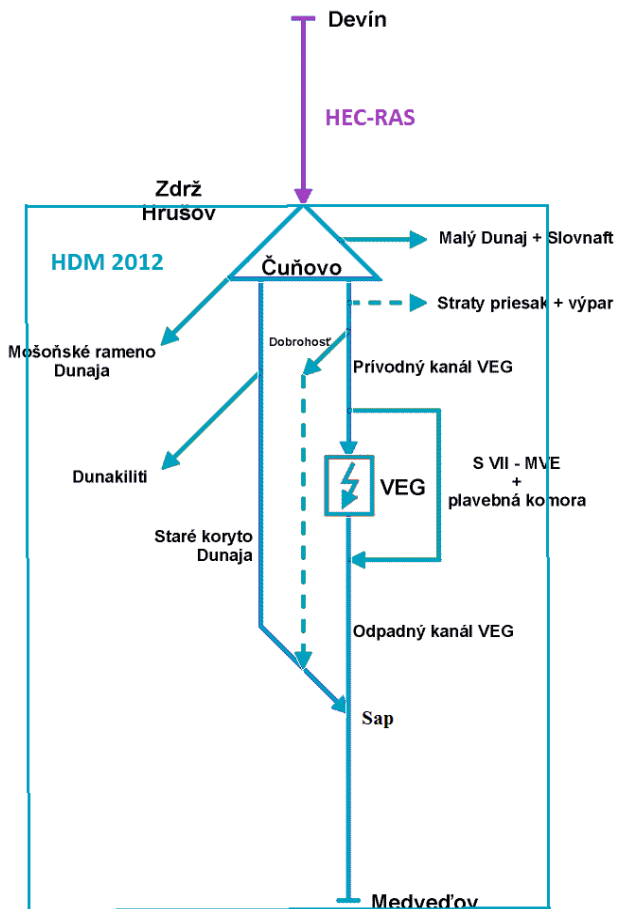 Devín
HEC-RAS
Zdrž
Hrušov
Malý Dunaj + Slovnaft
HDM 2012
Čuňovo
Straty priesak + výpar
Dobrohosť
Mošoňské rameno
Dunaja
Prívodný kanál VEG
Dunakiliti
S VII - MVE
+
plavebná komora
VEG
Staré koryto
Dunaja
Odpadný kanál VEG
Sap
Medveďov